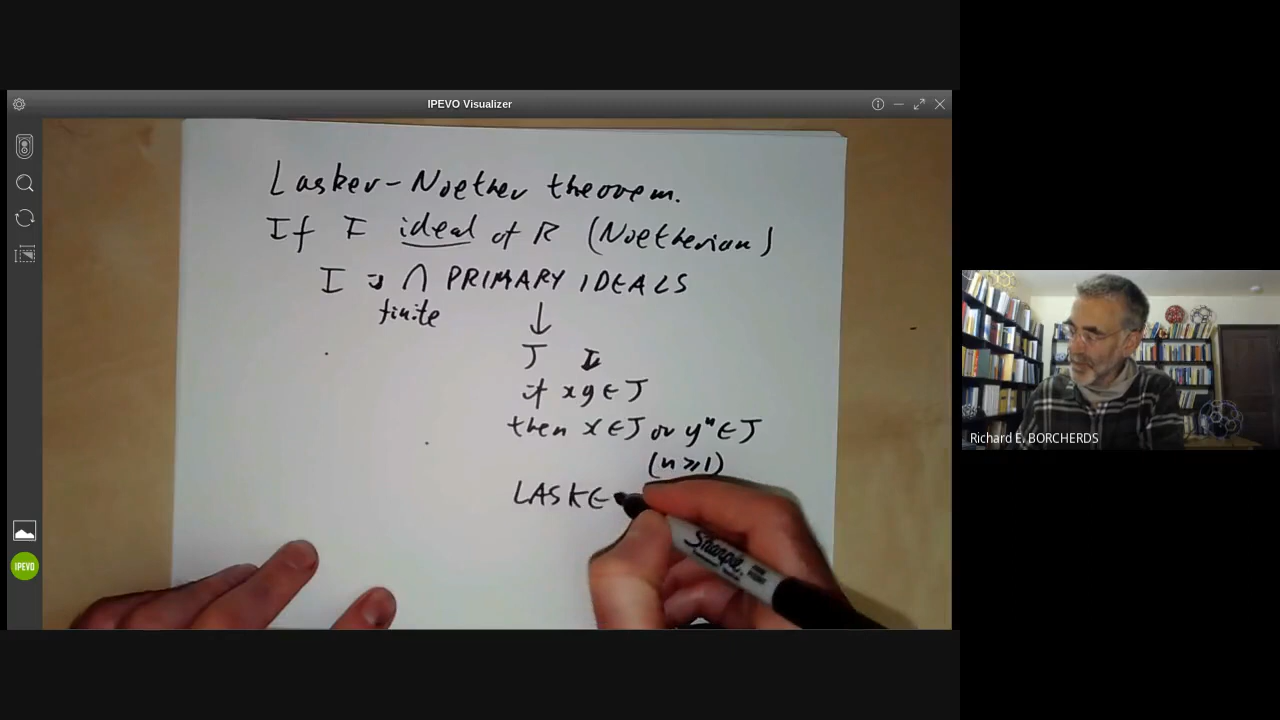 IPEVO Visualizer
Lasker-Noether theorem.
If I ideal of R (Noetherian)
I = ∩ PRIMARY IDEALS
finite
↓
J
if xy ∈ J
then x ∈ J or yⁿ ∈ J
(n ≥ 1)
LASKE
Sharpie
IPEVO
Richard E. BORCHERDS